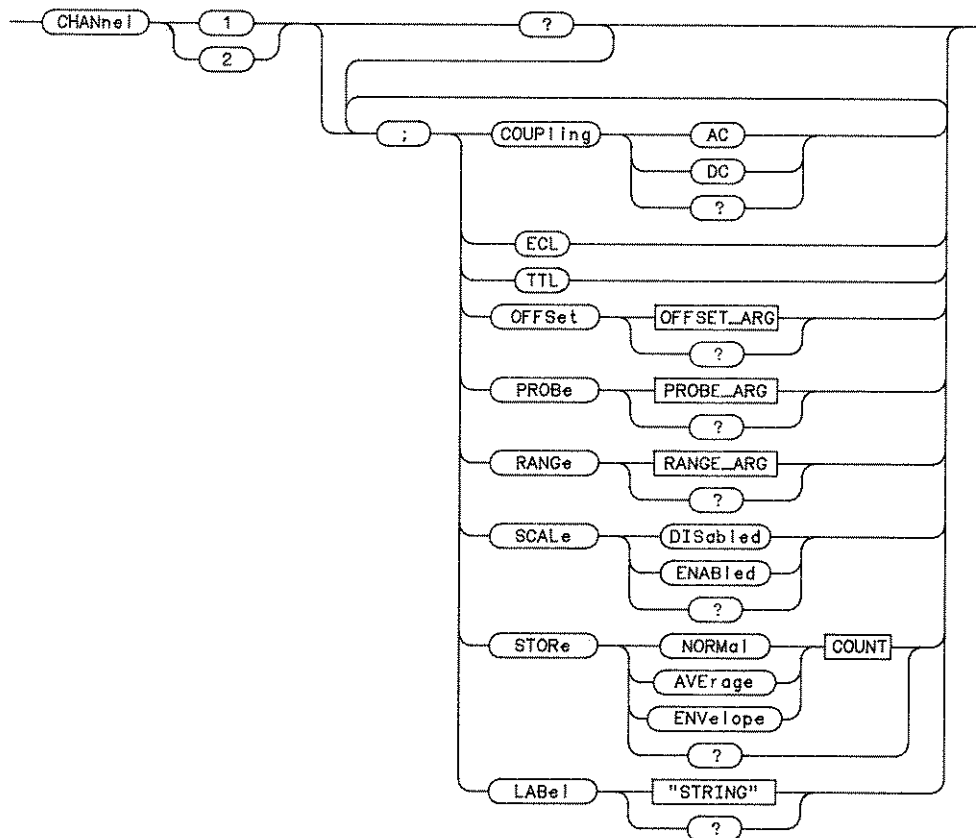 CHANnel 1 ?
2
; COUPling AC
DC
?
ECL
TTL
OFFSet OFFSET_ARG
?
PROBe PROBE_ARG
?
RANGe RANGE_ARG
?
SCALe DISabled
ENABled
?
STORe NORMal COUNT
AVErage
ENVelope
?
LABel "STRING"
?